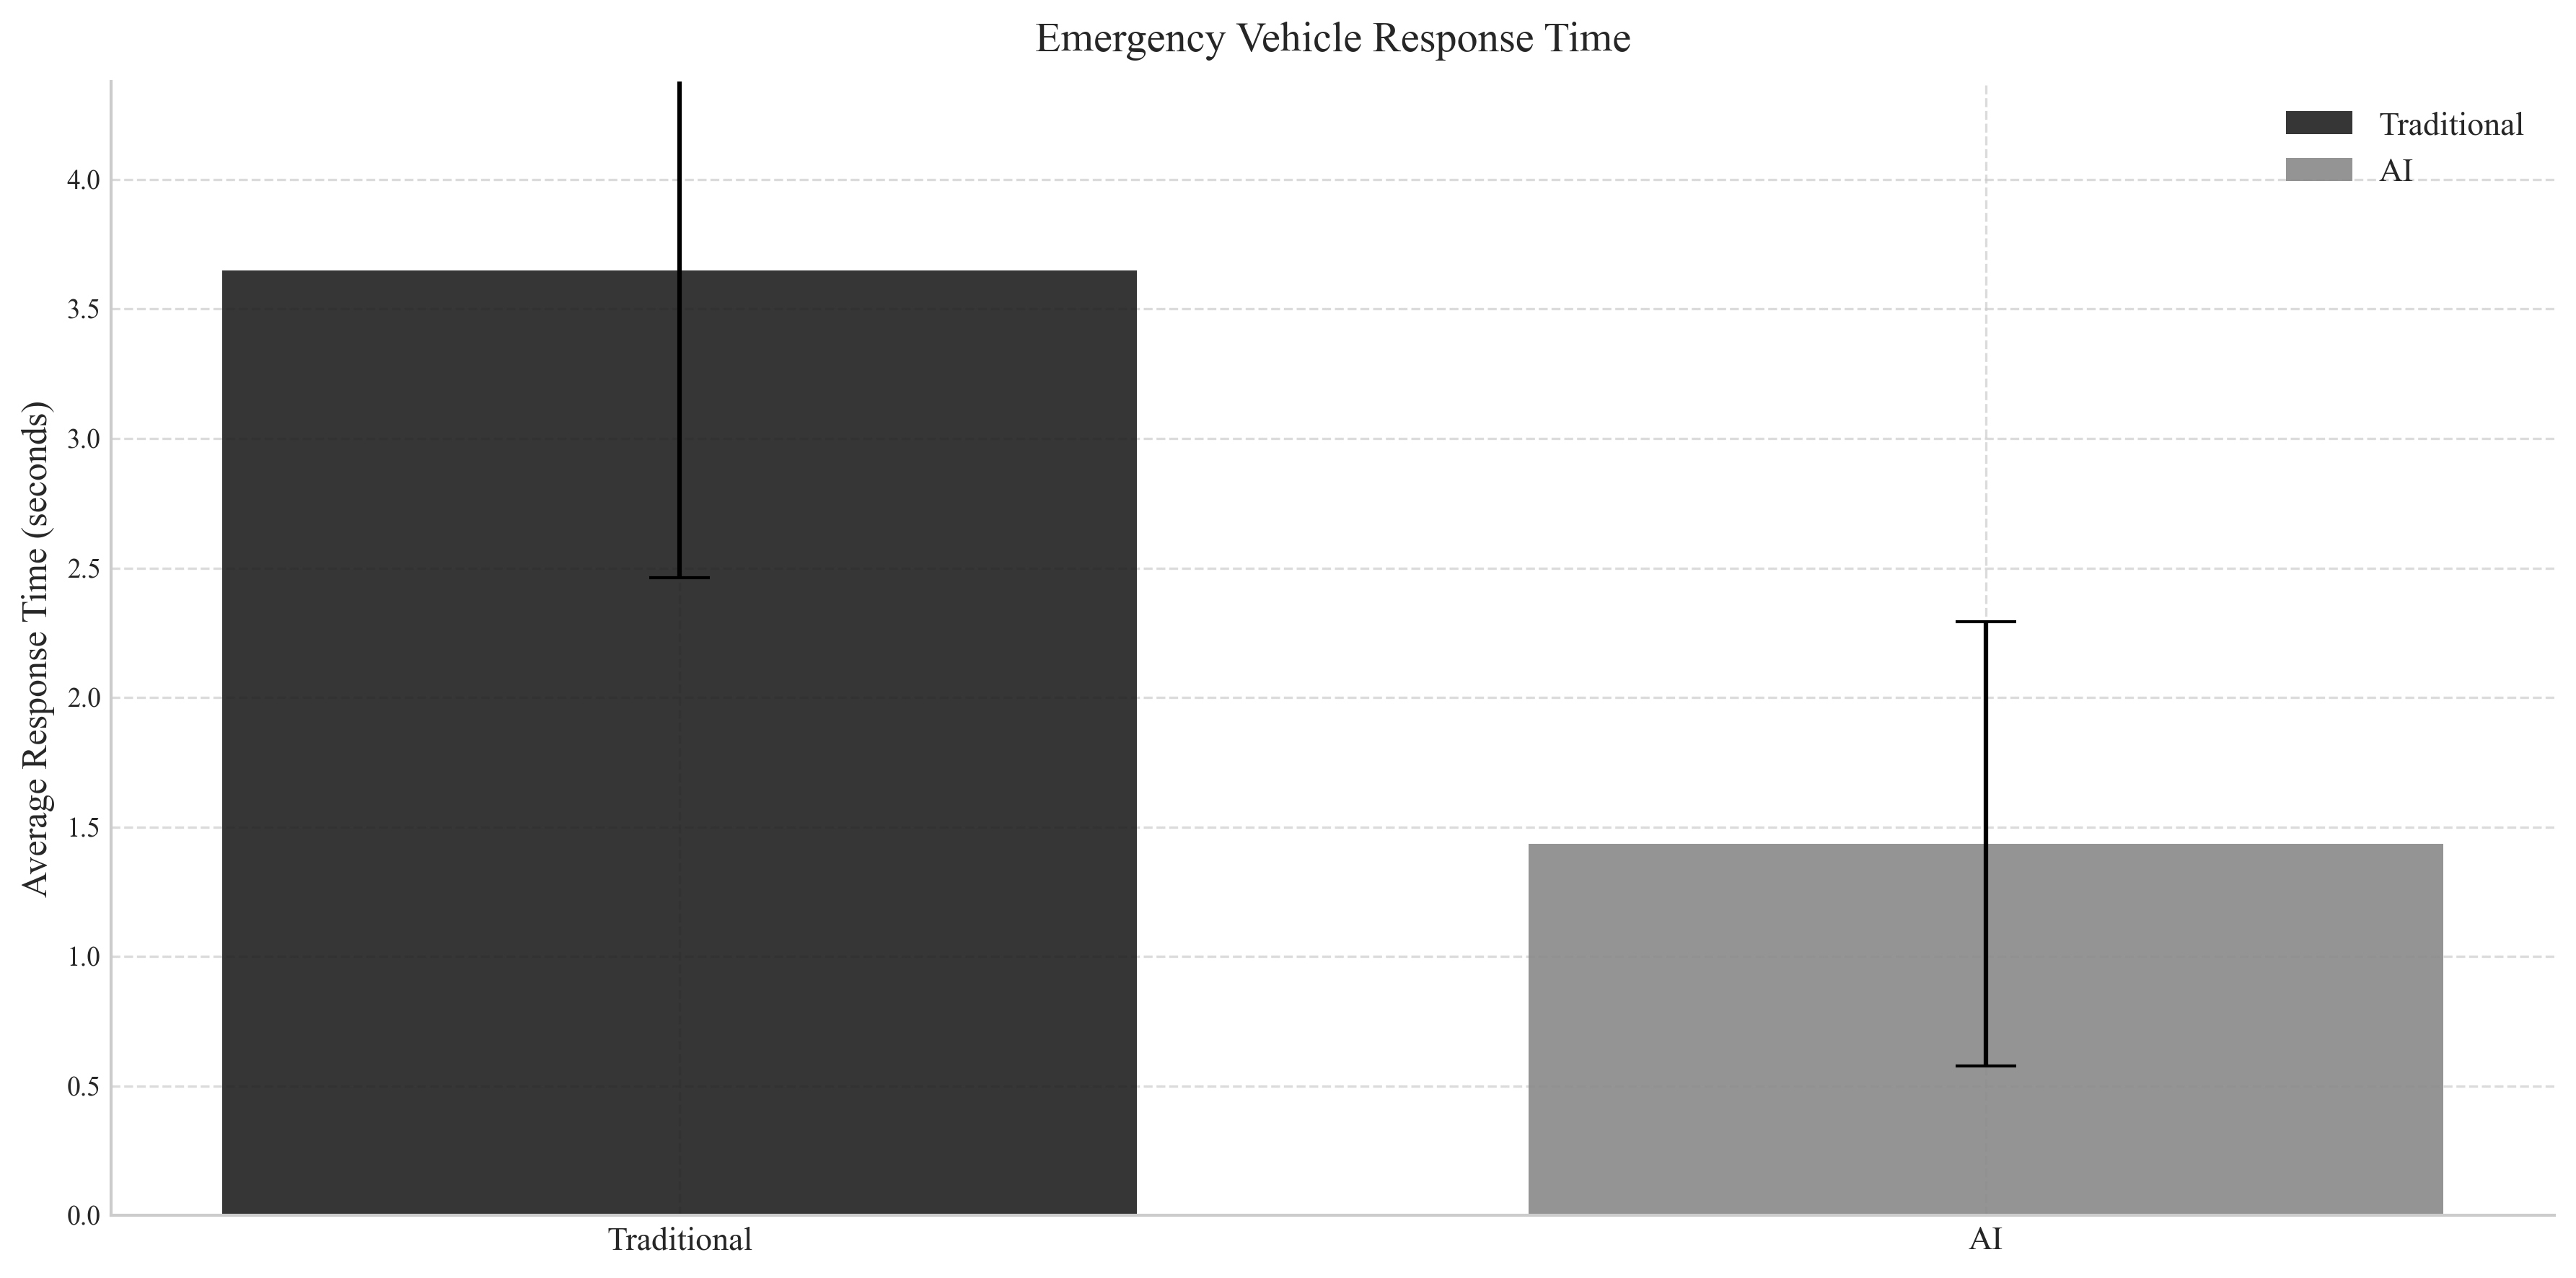 Emergency Vehicle Response Time
Traditional
AI
Average Response Time (seconds)
4.0
3.5
3.0
2.5
2.0
1.5
1.0
0.5
0.0
Traditional
AI